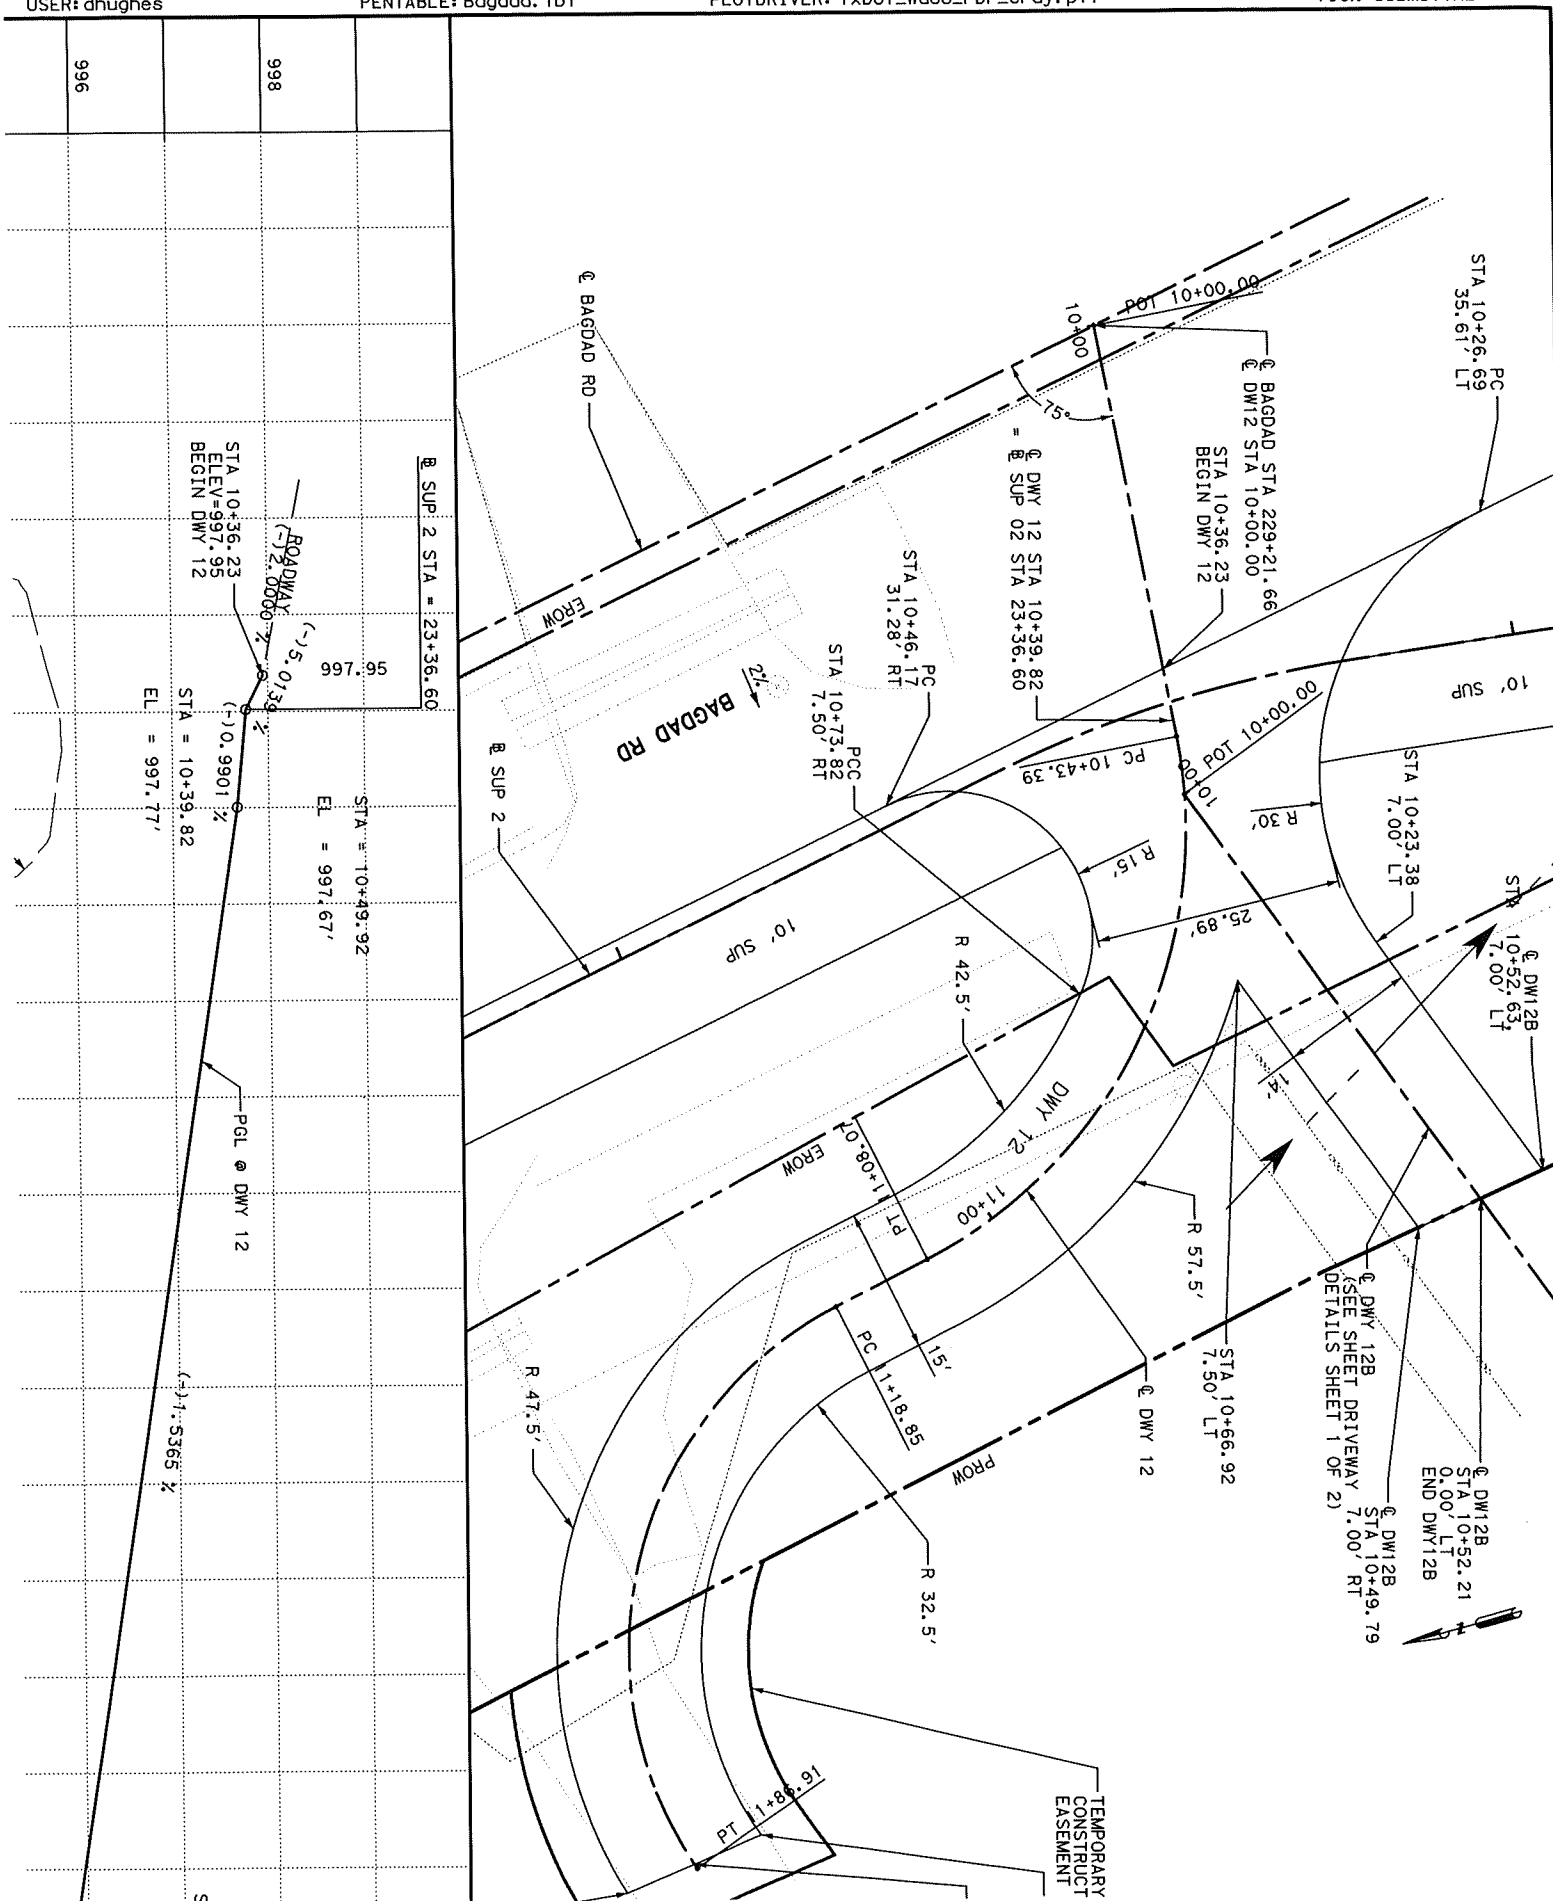 USER: dhughes
PENTABLE: Bagdad.TBT
996
998
STA 10+26.69
PC
35.61' LT
POT 10+00.00
10+00
75°
℄ BAGDAD STA 229+21.66
℄ DW12 STA 10+00.00
STA 10+36.23
BEGIN DWY 12
℄ DWY 12 STA 10+39.82
= B SUP 02 STA 23+36.60
℄ BAGDAD RD
EROW
PC
STA 10+46.17
31.28' RT
2%
BAGDAD RD
PCC
STA 10+73.82
7.50' RT
B SUP 2
10' SUP
10' SUP
PC 10+43.39
POT 10+00.00
10+00
R 30'
STA 10+23.38
7.00' LT
R 15'
25.89'
℄ DW12B
STA 10+52.63,
7.00' LT
R 42.5'
14'
DWY 12
EROW
1+08.07
PT
11+00
R 57.5'
℄ DWY 12B
(SEE SHEET DRIVEWAY
DETAILS SHEET 1 OF 2)
STA 10+66.92
7.50' LT
℄ DWY 12
15'
PC 1+18.85
R 47.5'
PROW
R 32.5'
℄ DW12B
STA 10+49.79
7.00' RT
℄ DW12B
STA 10+52.21
0.00' LT
END DWY12B
N
PT 1+86.91
TEMPORARY
CONSTRUCT
EASEMENT
B SUP 2 STA = 23+36.60
997.95
ROADWAY
(-)2.0000 %
(-)5.0139 %
STA 10+36.23
ELEV=997.95
BEGIN DWY 12
(-)0.9901 %
STA = 10+39.82
EL = 997.77'
STA = 10+49.92
EL = 997.67'
PGL @ DWY 12
(-)1.5365 %